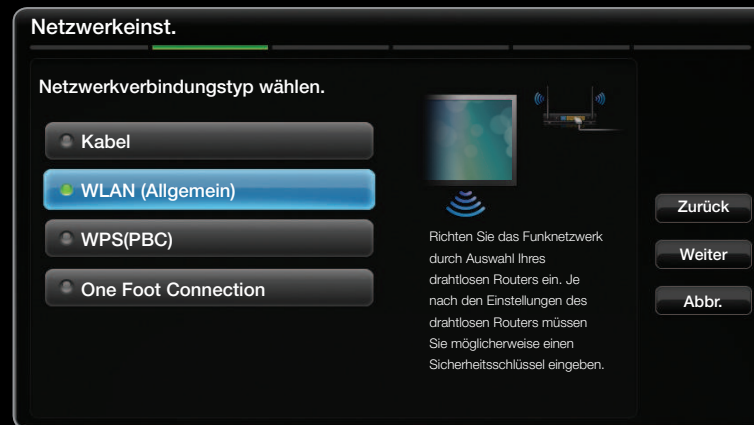 Netzwerkeinst.
Netzwerkverbindungstyp wählen.
Kabel
WLAN (Allgemein)
WPS(PBC)
One Foot Connection
Richten Sie das Funknetzwerk
durch Auswahl Ihres
drahtlosen Routers ein. Je
nach den Einstellungen des
drahtlosen Routers müssen
Sie möglicherweise einen
Sicherheitsschlüssel eingeben.
Zurück
Weiter
Abbr.